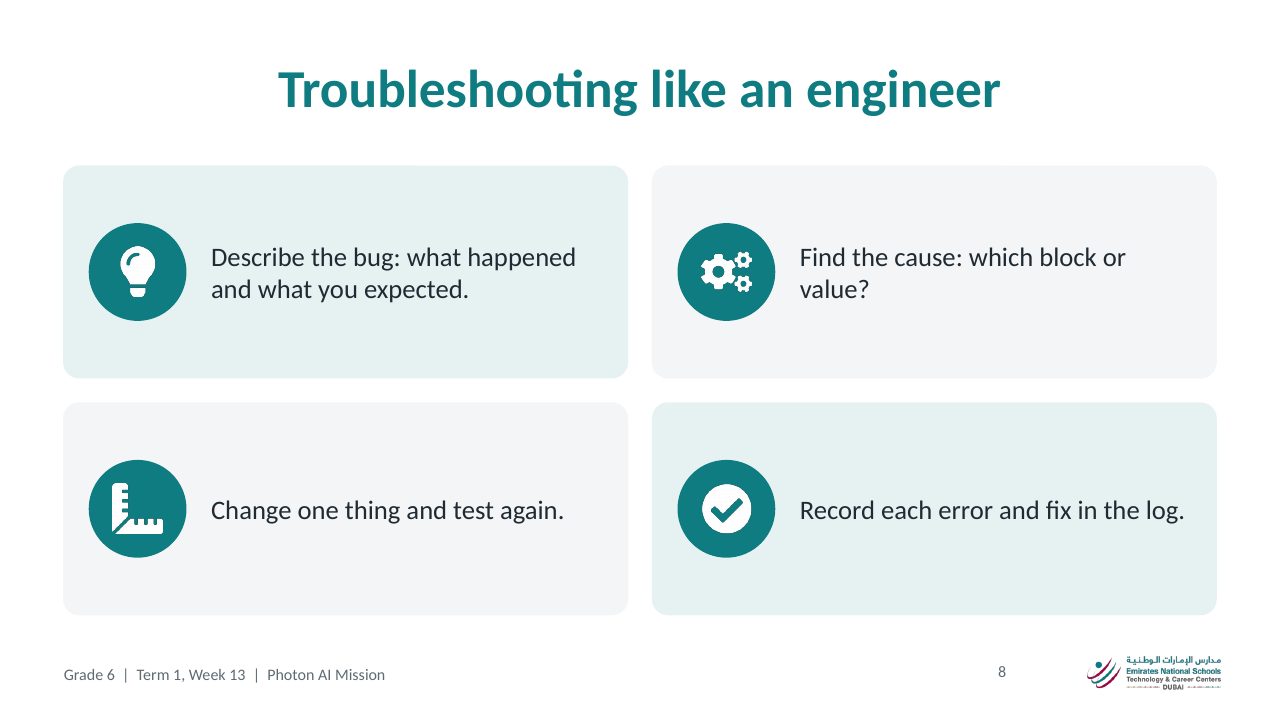 Troubleshooting like an engineer
Describe the bug: what happened
and what you expected.
Find the cause: which block or
value?
Change one thing and test again.
Record each error and fix in the log.
Grade 6 | Term 1, Week 13 | Photon AI Mission
8
مدارس الإمارات الوطنية
Emirates National Schools
Technology & Career Centers
DUBAI